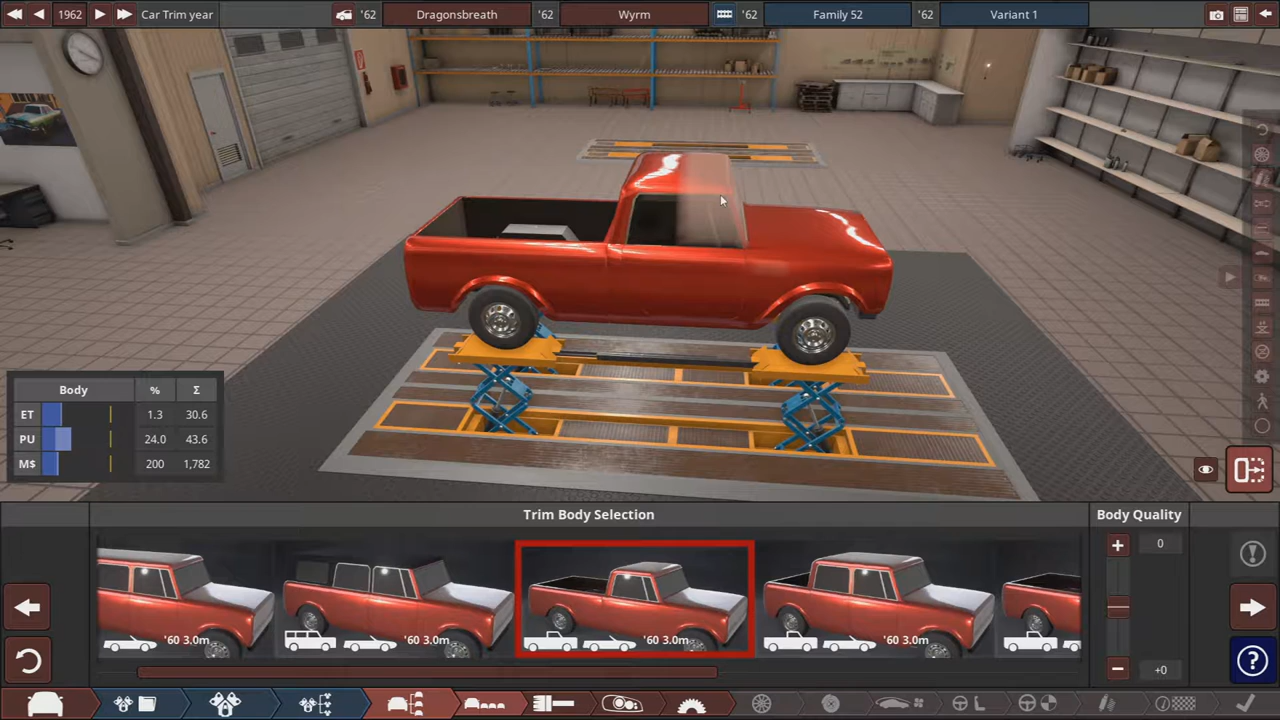 1962 Car Trim year '62 Dragonsbreath '62 Wyrm '62 Family 52 '62 Variant 1
Body % Σ
ET 1.3 30.6
PU 24.0 43.6
M$ 200 1,782
Trim Body Selection
Body Quality
+ 0
'60 3.0m '60 3.0m '60 3.0m '60 3.0m
- +0
?